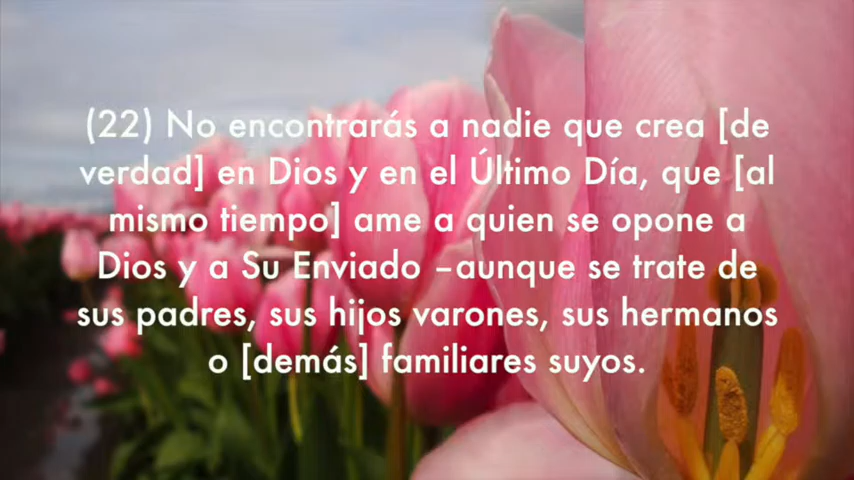 (22) No encontrarás a nadie que crea [de
verdad] en Dios y en el Último Día, que [al
mismo tiempo] ame a quien se opone a
Dios y a Su Enviado –aunque se trate de
sus padres, sus hijos varones, sus hermanos
o [demás] familiares suyos.